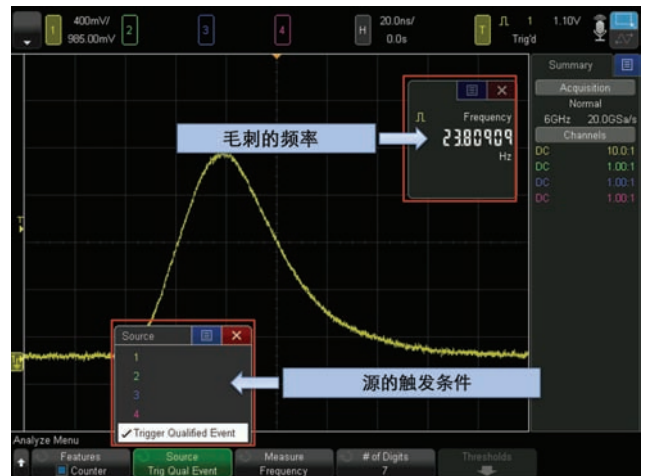 1
400mV/
985.00mV
2
3
4
H
20.0ns/
0.0s
T
1
1.10V
Trig'd
Summary
Acquisition
Normal
6GHz 20.0GSa/s
Channels
DC 10.0:1
DC 1.00:1
DC 1.00:1
DC 1.00:1
Frequency
23.80909
Hz
毛刺的频率
T
Source
1
2
3
4
Trigger Qualified Event
源的触发条件
Analyze Menu
Features
Counter
Source
Trig Qual Event
Measure
Frequency
# of Digits
7
Thresholds